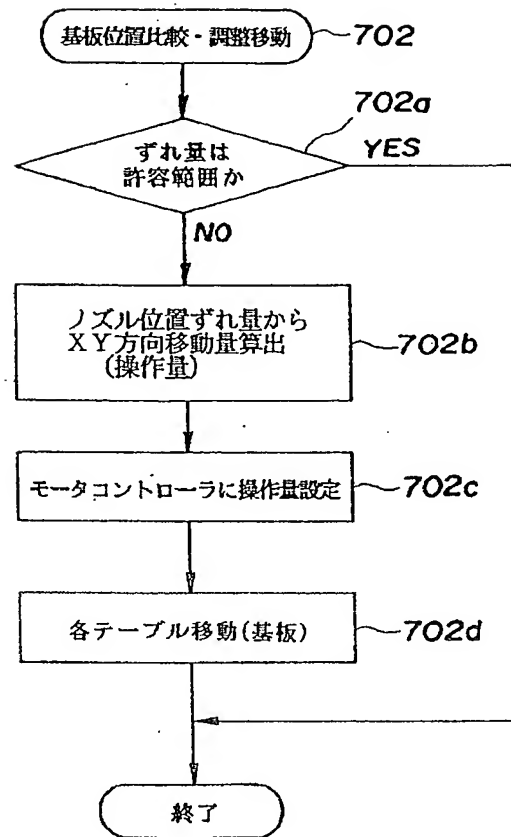 基板位置比較・調整移動
702
702a
ずれ量は
許容範囲か
YES
NO
ノズル位置ずれ量から
XY方向移動量算出
(操作量)
702b
モータコントローラに操作量設定
702c
各テーブル移動(基板)
702d
終了